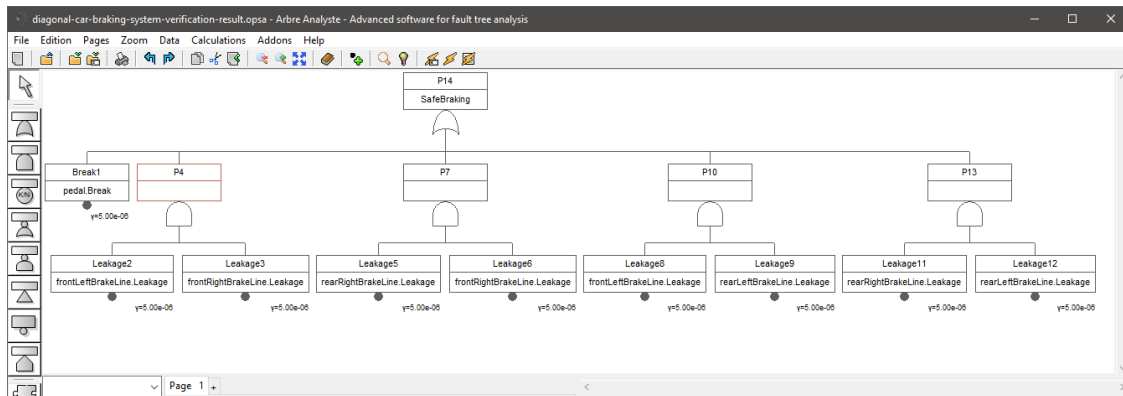 diagonal-car-braking-system-verification-result.opsa - Arbre Analyste - Advanced software for fault tree analysis
File Edition Pages Zoom Data Calculations Addons Help
P14
SafeBraking
Break1 P4 P7 P10 P13
pedal.Break
γ=5.00e-06
K/N
Leakage2 Leakage3 Leakage5 Leakage6 Leakage8 Leakage9 Leakage11 Leakage12
frontLeftBrakeLine.Leakage frontRightBrakeLine.Leakage rearRightBrakeLine.Leakage frontRightBrakeLine.Leakage frontLeftBrakeLine.Leakage rearLeftBrakeLine.Leakage rearRightBrakeLine.Leakage rearLeftBrakeLine.Leakage
γ=5.00e-06 γ=5.00e-06 γ=5.00e-06 γ=5.00e-06 γ=5.00e-06 γ=5.00e-06 γ=5.00e-06 γ=5.00e-06
Page 1 +